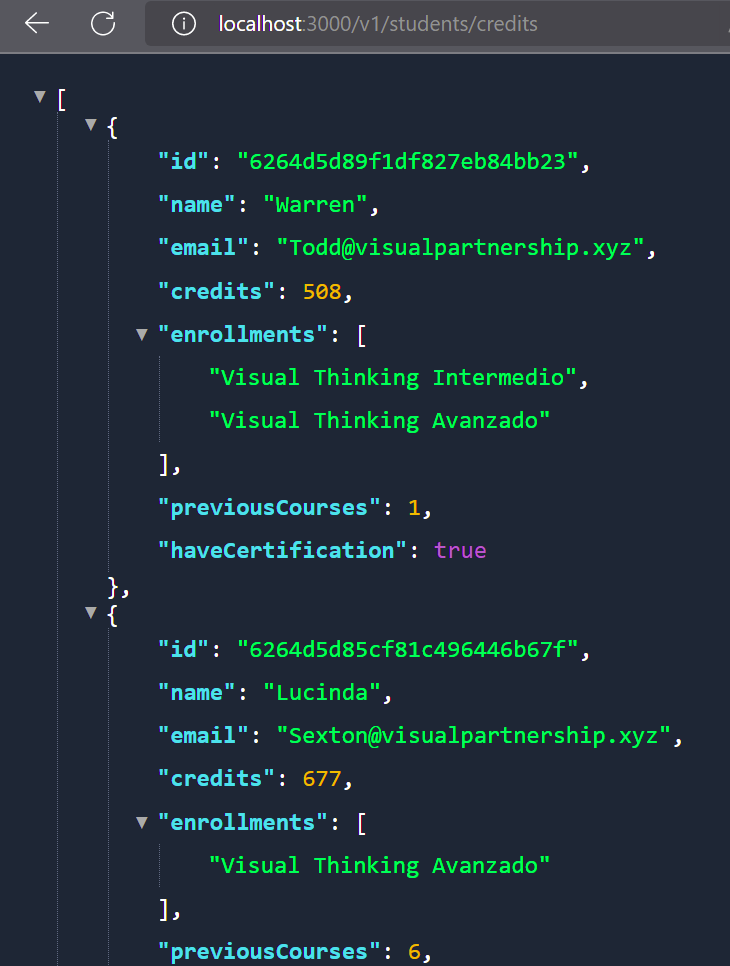 localhost:3000/v1/students/credits
[
{
"id": "6264d5d89f1df827eb84bb23",
"name": "Warren",
"email": "Todd@visualpartnership.xyz",
"credits": 508,
"enrollments": [
"Visual Thinking Intermedio",
"Visual Thinking Avanzado"
],
"previousCourses": 1,
"haveCertification": true
},
{
"id": "6264d5d85cf81c496446b67f",
"name": "Lucinda",
"email": "Sexton@visualpartnership.xyz",
"credits": 677,
"enrollments": [
"Visual Thinking Avanzado"
],
"previousCourses": 6,